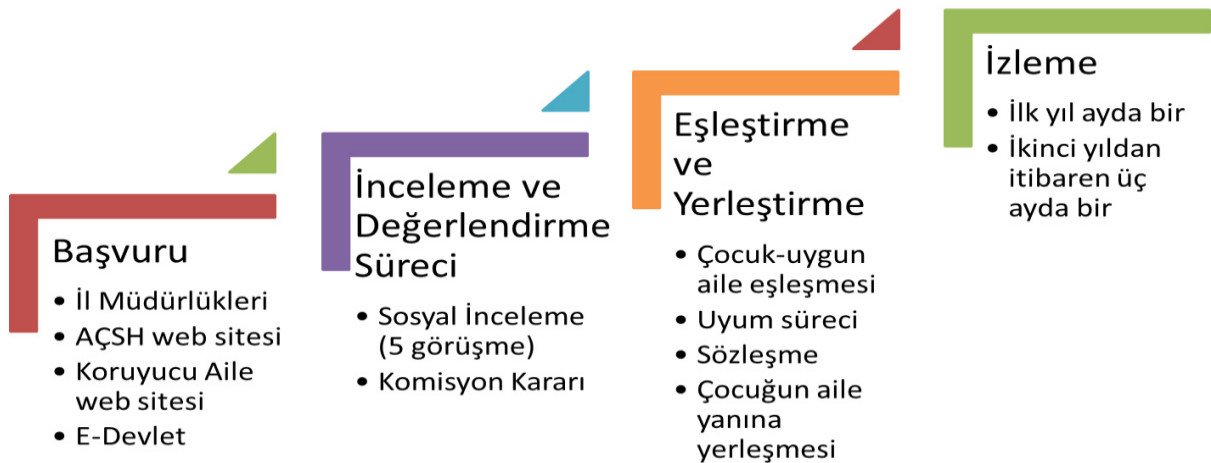 Başvuru
• İl Müdürlükleri
• AÇSH web sitesi
• Koruyucu Aile
web sitesi
• E-Devlet
İnceleme ve
Değerlendirme
Süreci
• Sosyal İnceleme
(5 görüşme)
• Komisyon Kararı
Eşleştirme
ve
Yerleştirme
• Çocuk-uygun
aile eşleşmesi
• Uyum süreci
• Sözleşme
• Çocuğun aile
yanına
yerleşmesi
İzleme
• İlk yıl ayda bir
• İkinci yıldan
itibaren üç
ayda bir